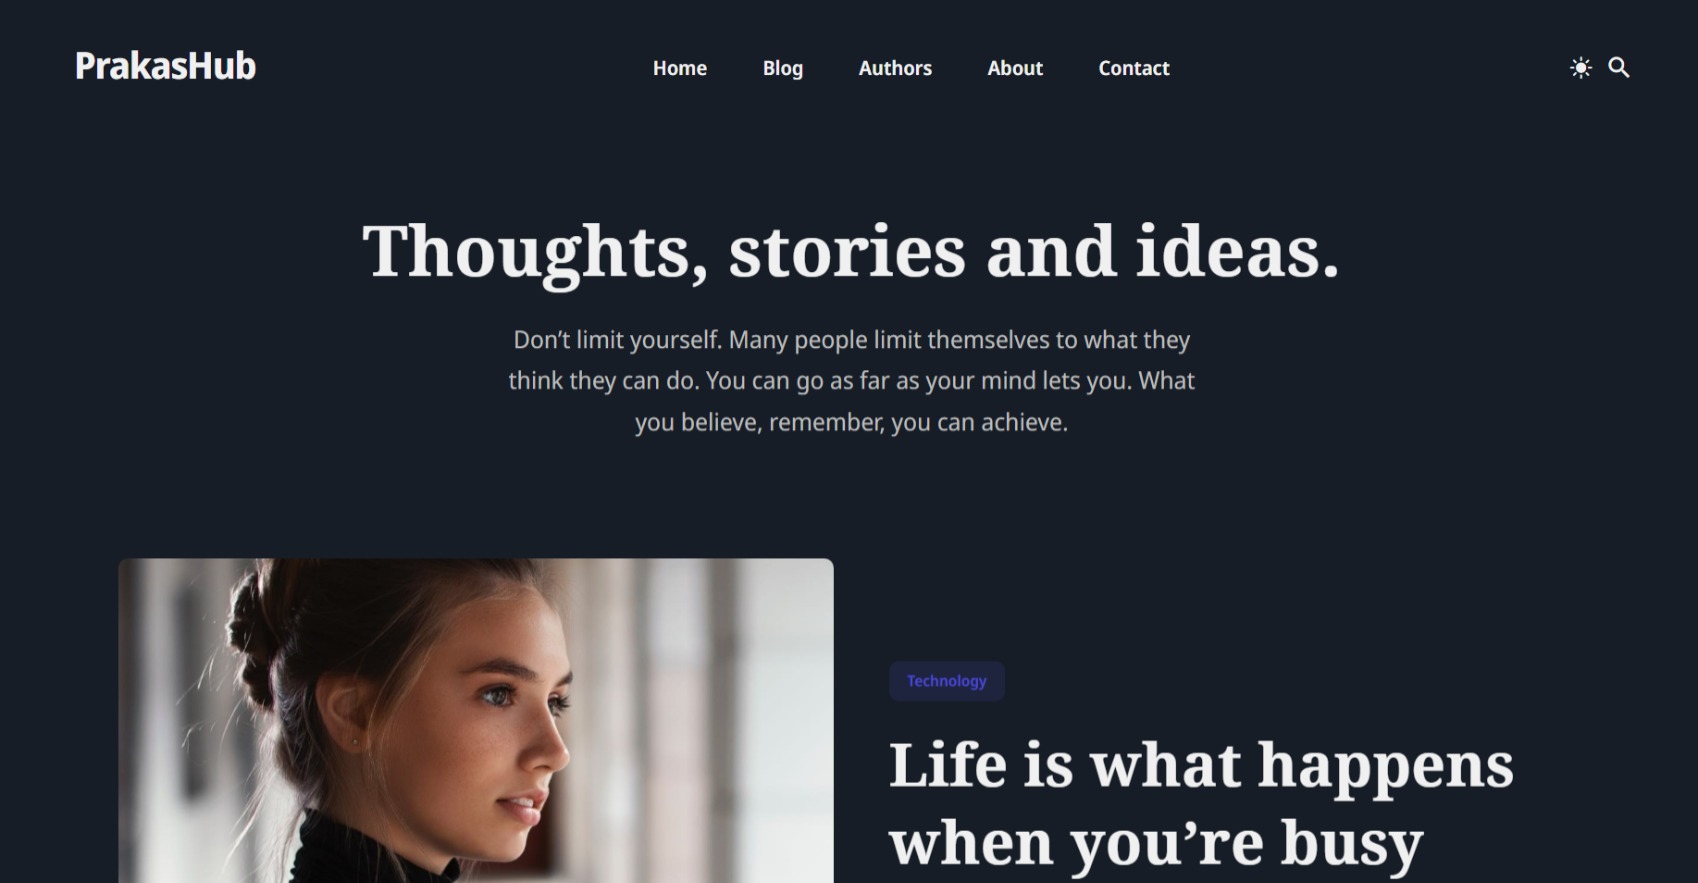 PrakasHub
Home
Blog
Authors
About
Contact
Thoughts, stories and ideas.
Don’t limit yourself. Many people limit themselves to what they
think they can do. You can go as far as your mind lets you. What
you believe, remember, you can achieve.
Technology
Life is what happens
when you’re busy